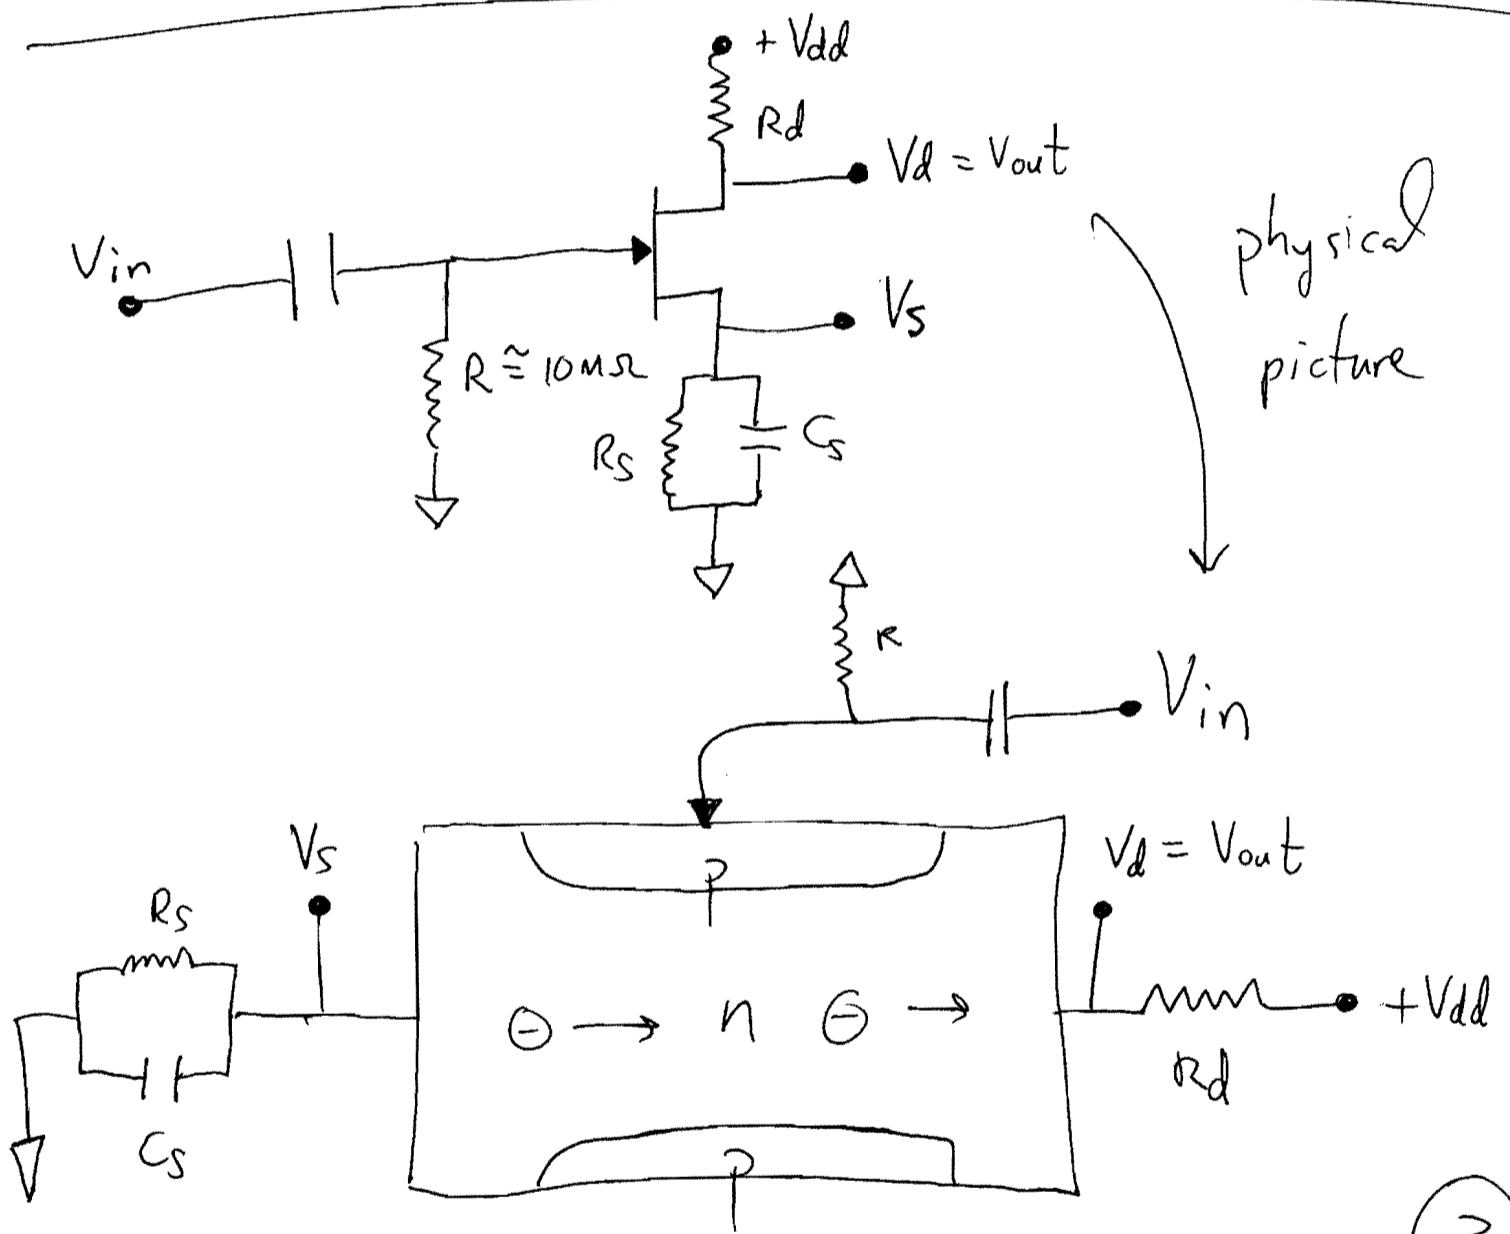 + Vdd
Rd
Vd = Vout
Vin
Vs
R ≅ 10MΩ
Rs
Cs
physical
picture
R
Vin
Vs
P
Vd = Vout
Rs
⊖ → n ⊖ →
+Vdd
Rd
Cs
P